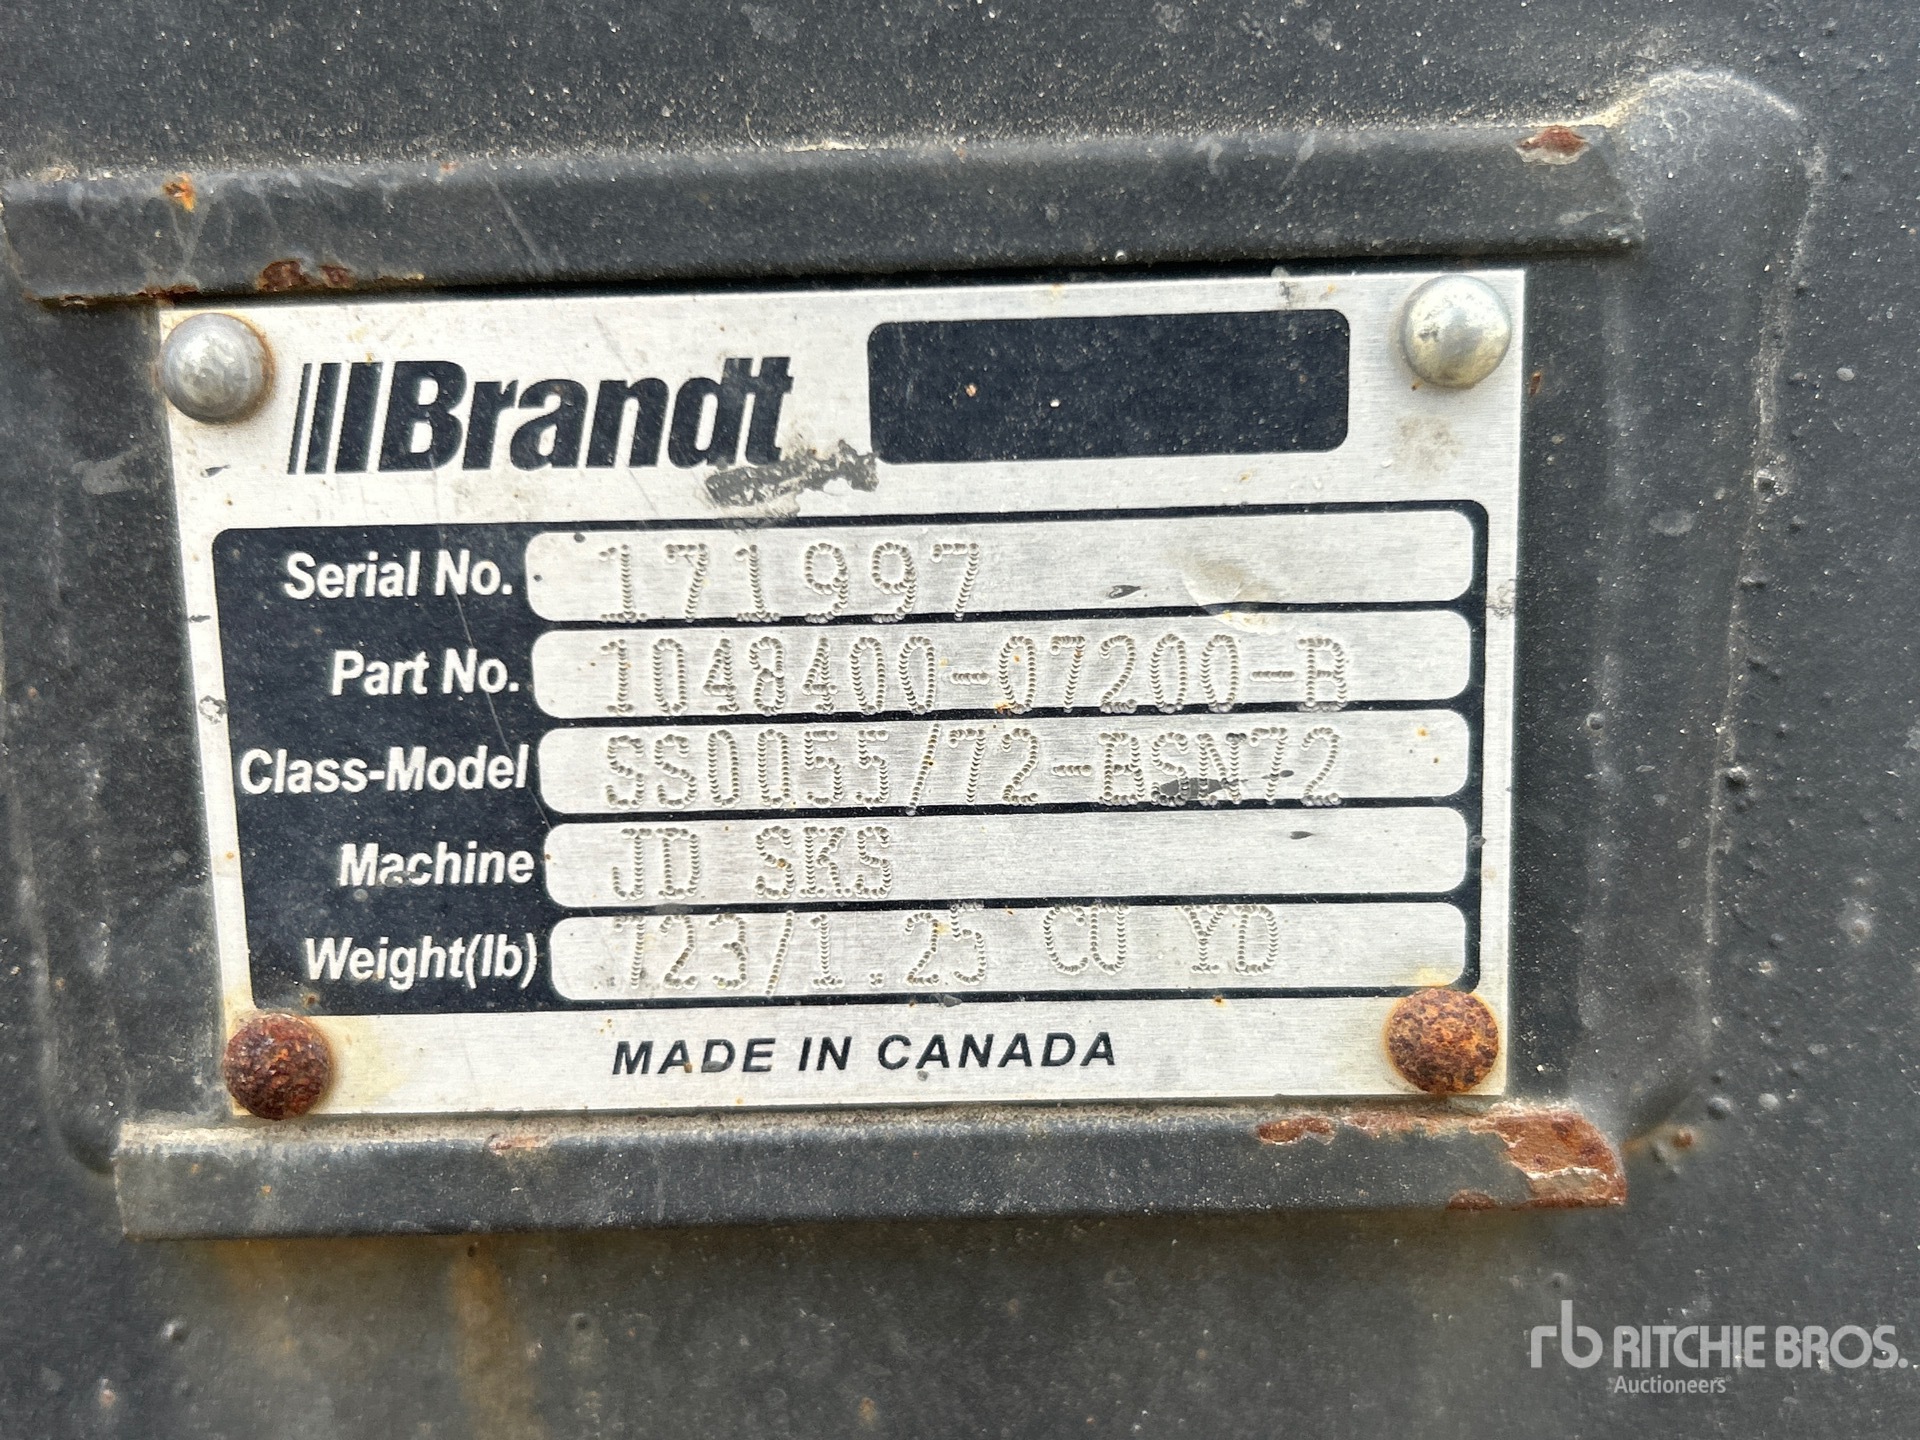 Brandt
Serial No. 171997
Part No. 1048400-07200-B
Class-Model SS0055/72-BSN72
Machine JD SKS
Weight(lb) 723/1.25 CU YD
MADE IN CANADA
rb RITCHIE BROS.
Auctioneers